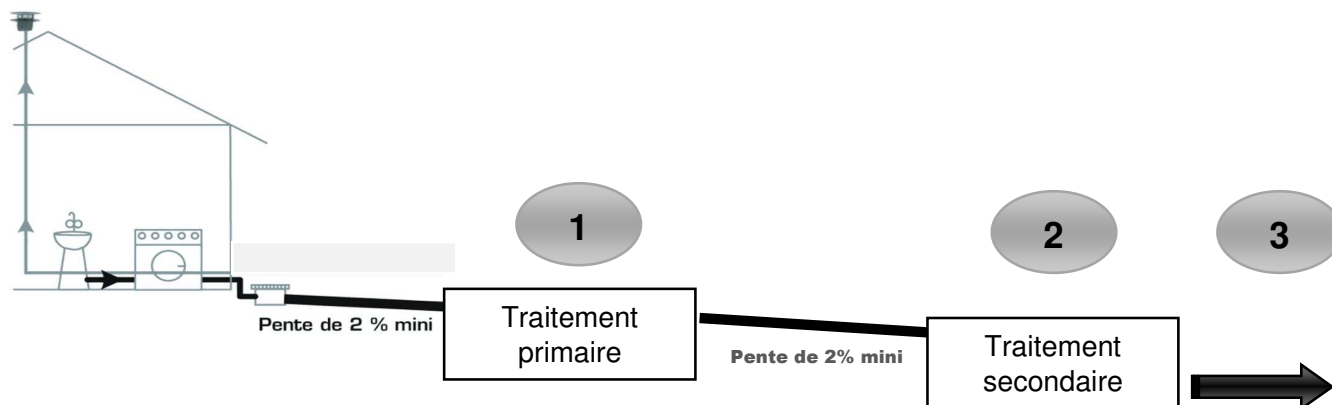 1
2
3
Pente de 2 % mini
Traitement
primaire
Pente de 2% mini
Traitement
secondaire